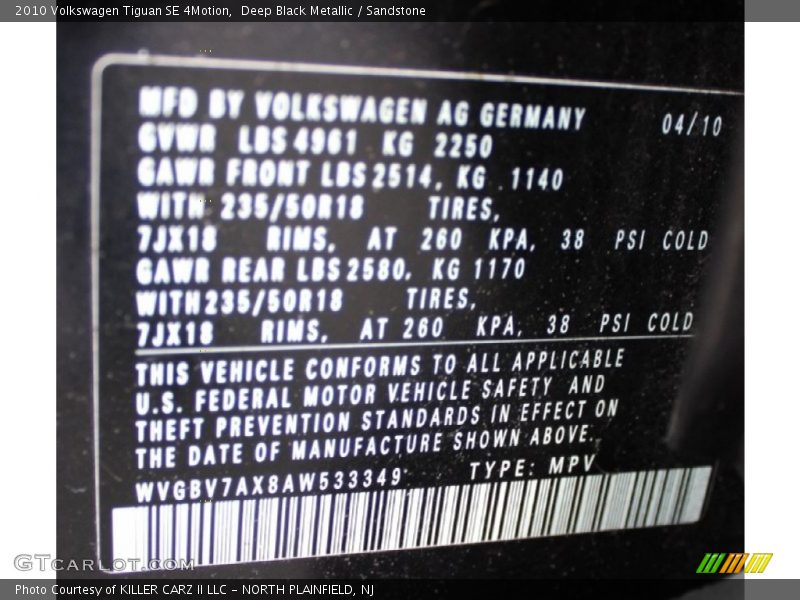 2010 Volkswagen Tiguan SE 4Motion,  Deep Black Metallic / Sandstone
MFD BY VOLKSWAGEN AG GERMANY 04/10
GVWR LBS 4961 KG 2250
GAWR FRONT LBS 2514, KG 1140
WITH 235/50R18 TIRES,
7JX18 RIMS, AT 260 KPA, 38 PSI COLD
GAWR REAR LBS 2580, KG 1170
WITH 235/50R18 TIRES,
7JX18 RIMS, AT 260 KPA, 38 PSI COLD
THIS VEHICLE CONFORMS TO ALL APPLICABLE
U.S. FEDERAL MOTOR VEHICLE SAFETY AND
THEFT PREVENTION STANDARDS IN EFFECT ON
THE DATE OF MANUFACTURE SHOWN ABOVE.
WVGBV7AX8AW533349 TYPE: MPV
GTCARLOT.COM
Photo Courtesy of KILLER CARZ II LLC - NORTH PLAINFIELD, NJ